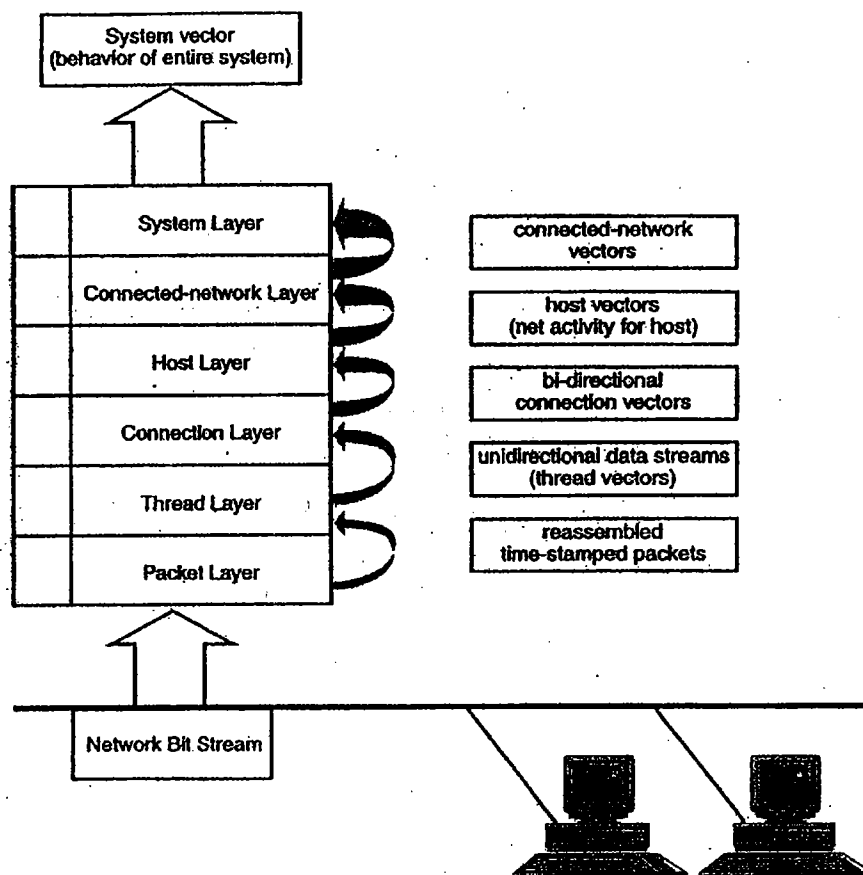 System vector
(behavior of entire system)
System Layer
Connected-network Layer
Host Layer
Connection Layer
Thread Layer
Packet Layer
connected-network
vectors
host vectors
(net activity for host)
bi-directional
connection vectors
unidirectional data streams
(thread vectors)
reassembled
time-stamped packets
Network Bit Stream